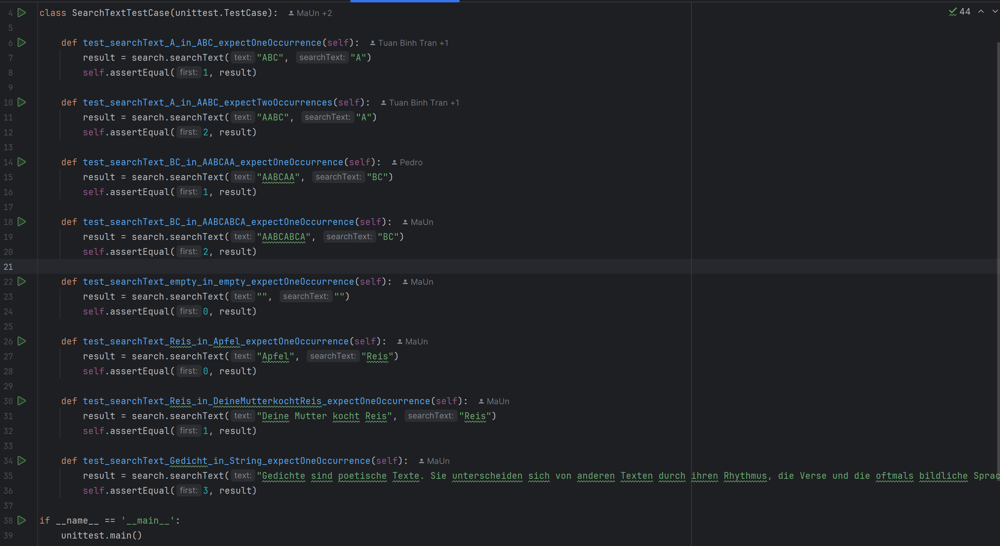 44
4 class SearchTextTestCase(unittest.TestCase): MaUn +2
5
6 def test_searchText_A_in_ABC_expectOneOccurrence(self): Tuan Binh Tran +1
7 result = search.searchText( text: "ABC", searchText: "A")
8 self.assertEqual( first: 1, result)
9
10 def test_searchText_A_in_AABC_expectTwoOccurrences(self): Tuan Binh Tran +1
11 result = search.searchText( text: "AABC", searchText: "A")
12 self.assertEqual( first: 2, result)
13
14 def test_searchText_BC_in_AABCAA_expectOneOccurrence(self): Pedro
15 result = search.searchText( text: "AABCAA", searchText: "BC")
16 self.assertEqual( first: 1, result)
17
18 def test_searchText_BC_in_AABCABCA_expectOneOccurrence(self): MaUn
19 result = search.searchText( text: "AABCABCA", searchText: "BC")
20 self.assertEqual( first: 2, result)
21
22 def test_searchText_empty_in_empty_expectOneOccurrence(self): MaUn
23 result = search.searchText( text: "", searchText: "")
24 self.assertEqual( first: 0, result)
25
26 def test_searchText_Reis_in_Apfel_expectOneOccurrence(self): MaUn
27 result = search.searchText( text: "Apfel", searchText: "Reis")
28 self.assertEqual( first: 0, result)
29
30 def test_searchText_Reis_in_DeineMutterkochtReis_expectOneOccurrence(self): MaUn
31 result = search.searchText( text: "Deine Mutter kocht Reis", searchText: "Reis")
32 self.assertEqual( first: 1, result)
33
34 def test_searchText_Gedicht_in_String_expectOneOccurrence(self): MaUn
35 result = search.searchText( text: "Gedichte sind poetische Texte. Sie unterscheiden sich von anderen Texten durch ihren Rhythmus, die Verse und die oftmals bildliche Sprac
36 self.assertEqual( first: 3, result)
37
38 if __name__ == '__main__':
39 unittest.main()